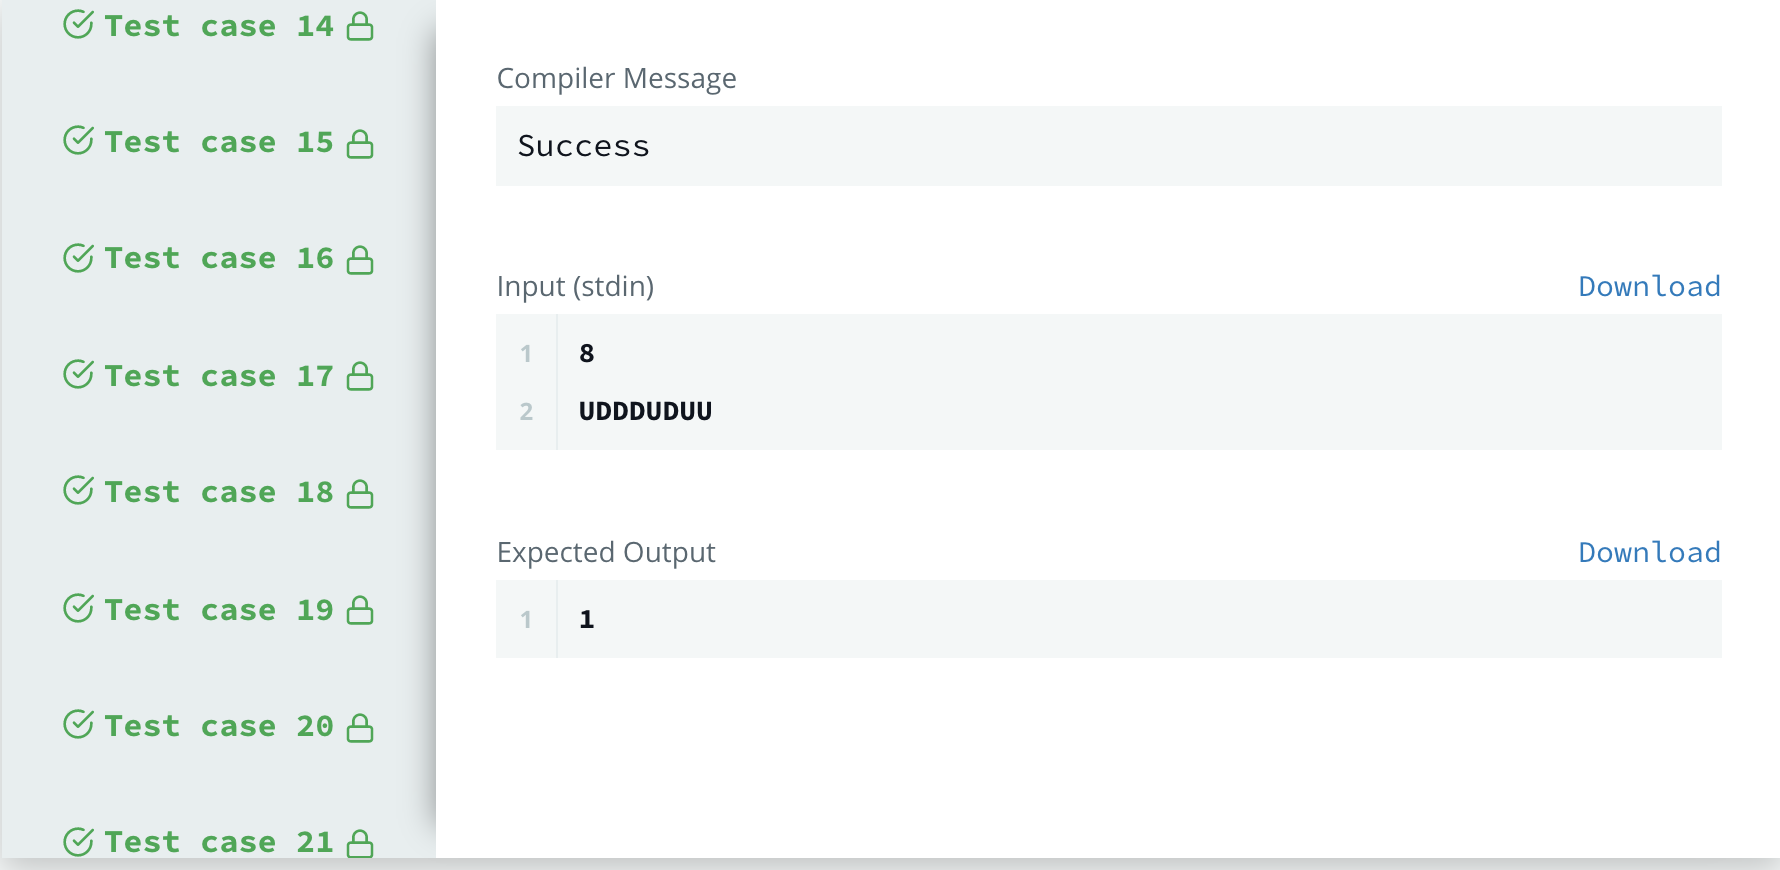 Test case 14
Test case 15
Test case 16
Test case 17
Test case 18
Test case 19
Test case 20
Test case 21
Compiler Message
Success
Input (stdin)
Download
1 8
2 UDDDUDUU
Expected Output
Download
1 1